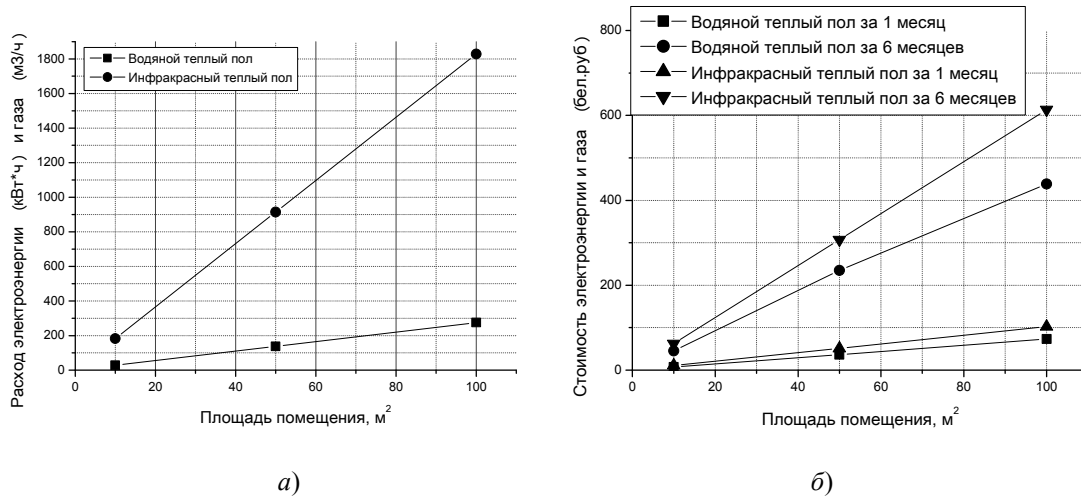 Расход электроэнергии (кВт*ч) и газа (м3/ч)
1800
1600
1400
1200
1000
800
600
400
200
0
Водяной теплый пол
Инфракрасный теплый пол
0 20 40 60 80 100
Площадь помещения, м²
а)
Стоимость электроэнергии и газа (бел.руб)
800
600
400
200
0
Водяной теплый пол за 1 месяц
Водяной теплый пол за 6 месяцев
Инфракрасный теплый пол за 1 месяц
Инфракрасный теплый пол за 6 месяцев
0 20 40 60 80 100
Площадь помещения, м²
б)